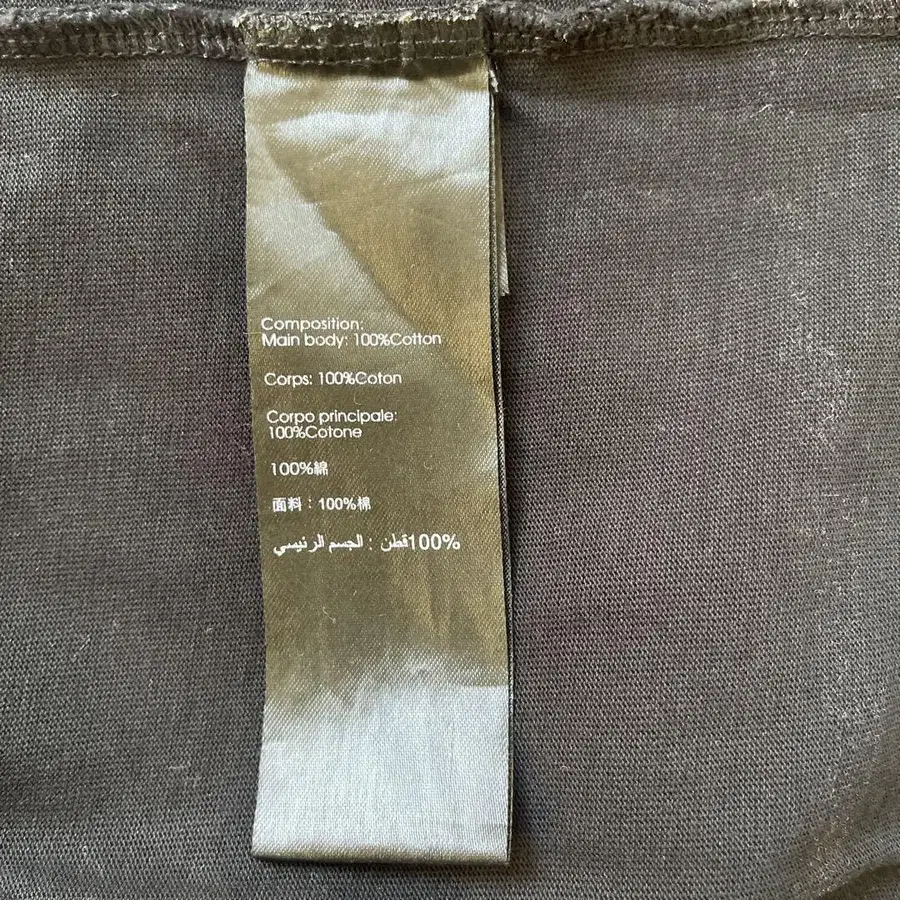 Composition:
Main body: 100%Cotton
Corps: 100%Coton
Corpo principale:
100%Cotone
100%綿
面料：100%棉
100%قطن : الجسم الرئيسي